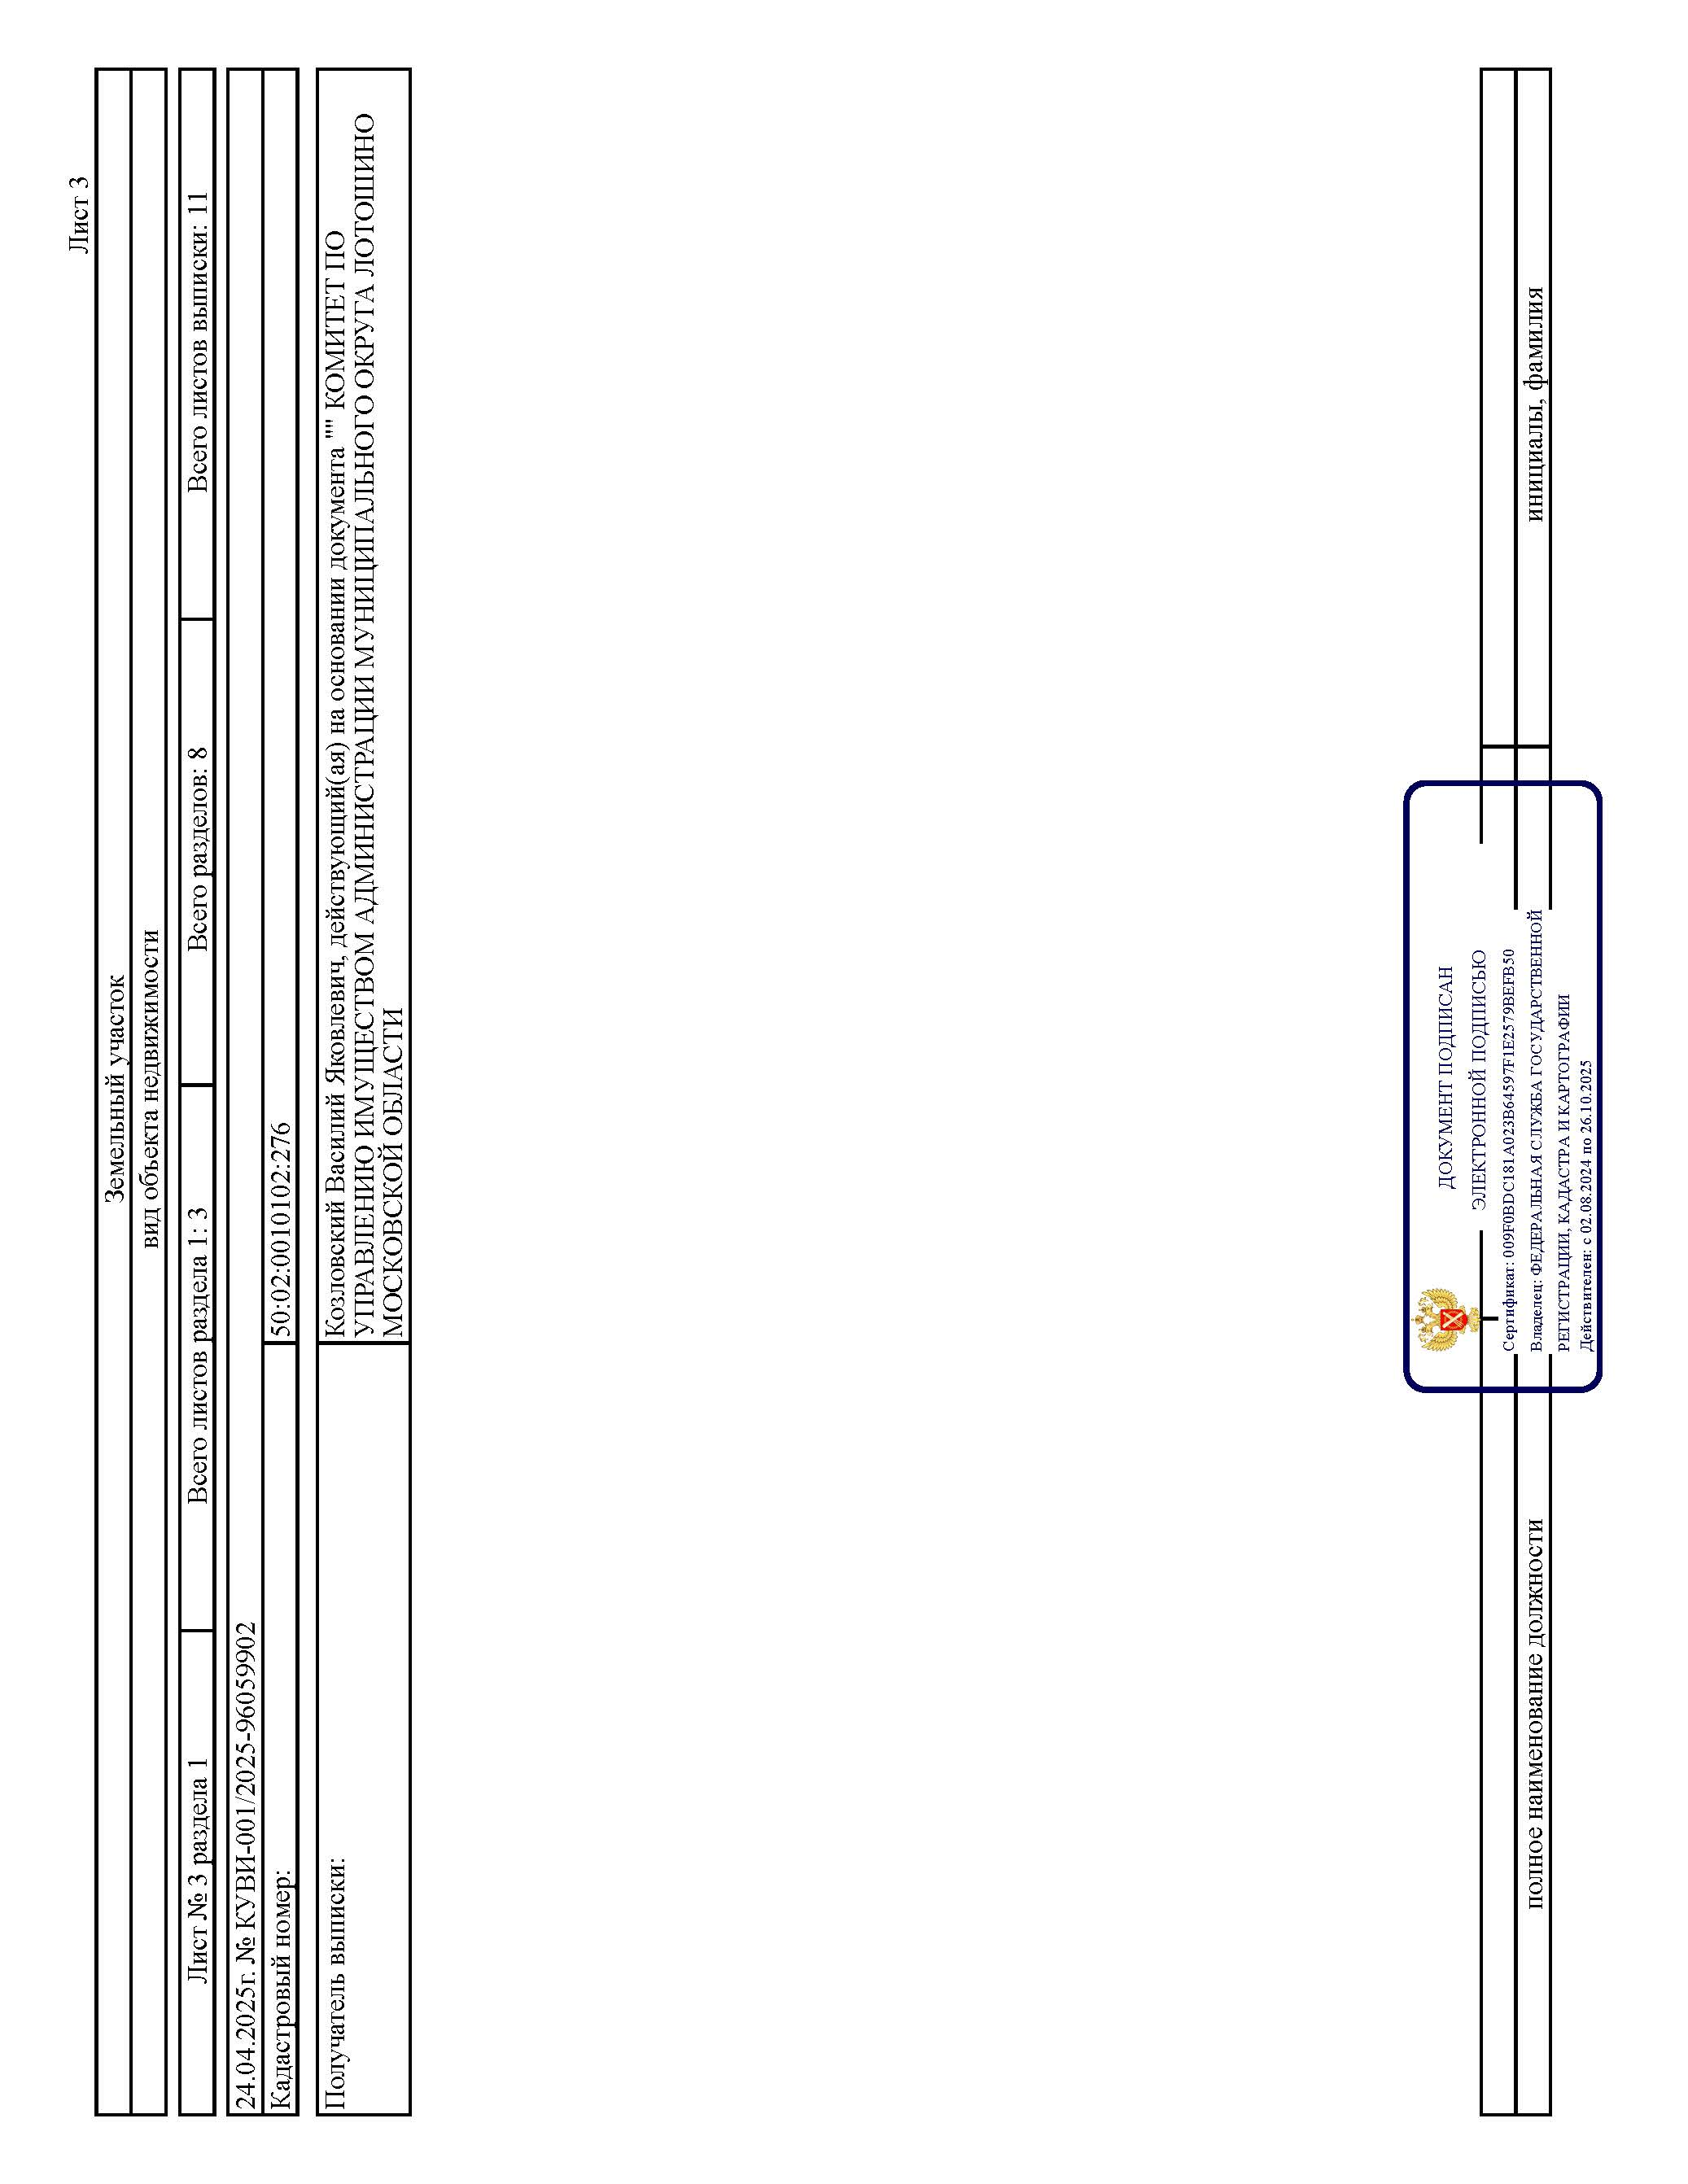 Лист 3
Земельный участок
вид объекта недвижимости
Лист № 3 раздела 1 Всего листов раздела 1: 3 Всего разделов: 8 Всего листов выписки: 11
24.04.2025г. № КУВИ-001/2025-96059902
Кадастровый номер: 50:02:0010102:276
Получатель выписки: Козловский Василий Яковлевич, действующий(ая) на основании документа "" КОМИТЕТ ПО
УПРАВЛЕНИЮ ИМУЩЕСТВОМ АДМИНИСТРАЦИИ МУНИЦИПАЛЬНОГО ОКРУГА ЛОТОШИНО
МОСКОВСКОЙ ОБЛАСТИ
ДОКУМЕНТ ПОДПИСАН
ЭЛЕКТРОННОЙ ПОДПИСЬЮ
Сертификат: 009F0BDC181A023B64597F1E2579BEFB50
Владелец: ФЕДЕРАЛЬНАЯ СЛУЖБА ГОСУДАРСТВЕННОЙ
РЕГИСТРАЦИИ, КАДАСТРА И КАРТОГРАФИИ
Действителен: с 02.08.2024 по 26.10.2025
полное наименование должности инициалы, фамилия